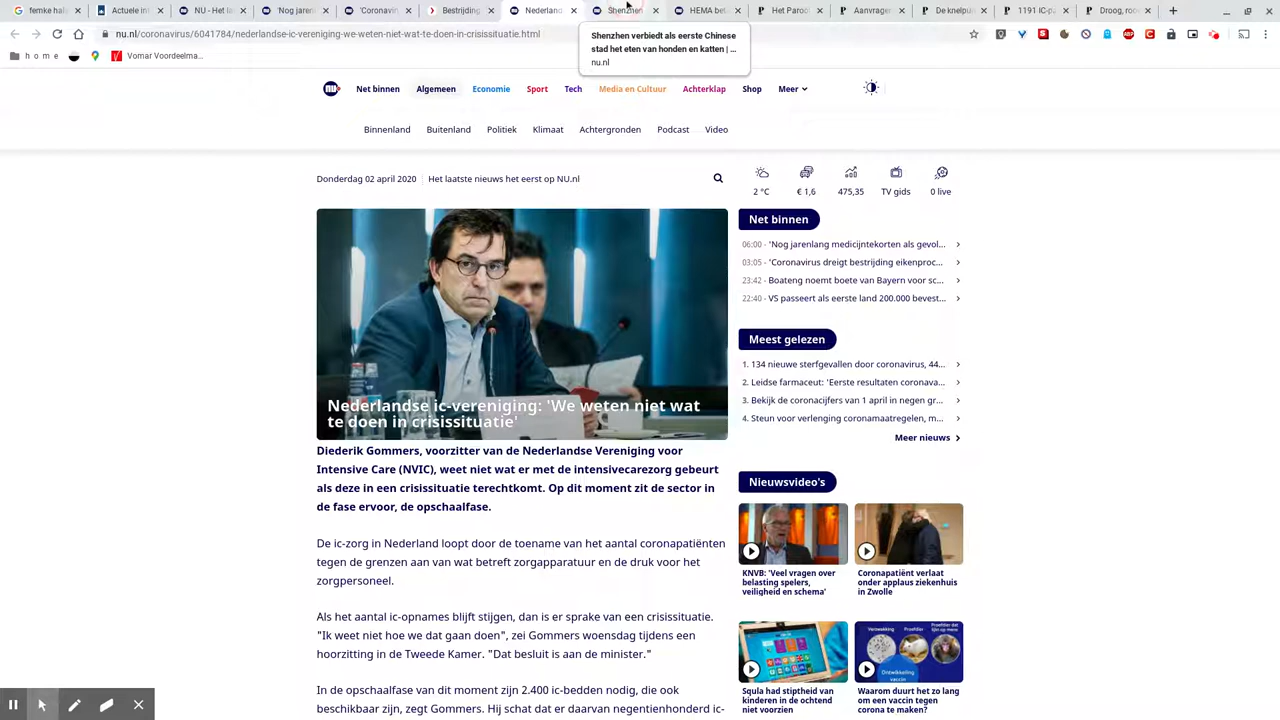 femke hala
Actuele int
NU - Het la
'Nog jaren
'Coronavir
Bestrijding
Nederland
Shenzhen
HEMA bet
Het Paroo
Aanvrage
De knelpu
1191 IC-pa
Droog, roo
nu.nl/coronavirus/6041784/nederlandse-ic-vereniging-we-weten-niet-wat-te-doen-in-crisissituatie.html
Shenzhen verbiedt als eerste Chinese
stad het eten van honden en katten | ...
nu.nl
h o m e
Vomar Voordeelma...
Net binnen Algemeen Economie Sport Tech Media en Cultuur Achterklap Shop Meer
Binnenland Buitenland Politiek Klimaat Achtergronden Podcast Video
Donderdag 02 april 2020 Het laatste nieuws het eerst op NU.nl
2 °C € 1,6 475,35 TV gids 0 live
Nederlandse ic-vereniging: 'We weten niet wat
te doen in crisissituatie'
Diederik Gommers, voorzitter van de Nederlandse Vereniging voor
Intensive Care (NVIC), weet niet wat er met de intensivecarezorg gebeurt
als deze in een crisissituatie terechtkomt. Op dit moment zit de sector in
de fase ervoor, de opschaalfase.
De ic-zorg in Nederland loopt door de toename van het aantal coronapatiënten
tegen de grenzen aan van wat betreft zorgapparatuur en de druk voor het
zorgpersoneel.
Als het aantal ic-opnames blijft stijgen, dan is er sprake van een crisissituatie.
"Ik weet niet hoe we dat gaan doen", zei Gommers woensdag tijdens een
hoorzitting in de Tweede Kamer. "Dat besluit is aan de minister."
In de opschaalfase van dit moment zijn 2.400 ic-bedden nodig, die ook
beschikbaar zijn, zegt Gommers. Hij schat dat er daarvan negentienhonderd ic-
Net binnen
06:00 - 'Nog jarenlang medicijntekorten als gevol...
03:05 - 'Coronavirus dreigt bestrijding eikenproc...
23:42 - Boateng noemt boete van Bayern voor sc...
22:40 - VS passeert als eerste land 200.000 bevest...
Meest gelezen
1. 134 nieuwe sterfgevallen door coronavirus, 44...
2. Leidse farmaceut: 'Eerste resultaten coronava...
3. Bekijk de coronacijfers van 1 april in negen gr...
4. Steun voor verlenging coronamaatregelen, m...
Meer nieuws
Nieuwsvideo's
KNVB: 'Veel vragen over
belasting spelers,
veiligheid en schema'
Coronapatiënt verlaat
onder applaus ziekenhuis
in Zwolle
Squla had stiptheid van
kinderen in de ochtend
niet voorzien
Waarom duurt het zo lang
om een vaccin tegen
corona te maken?